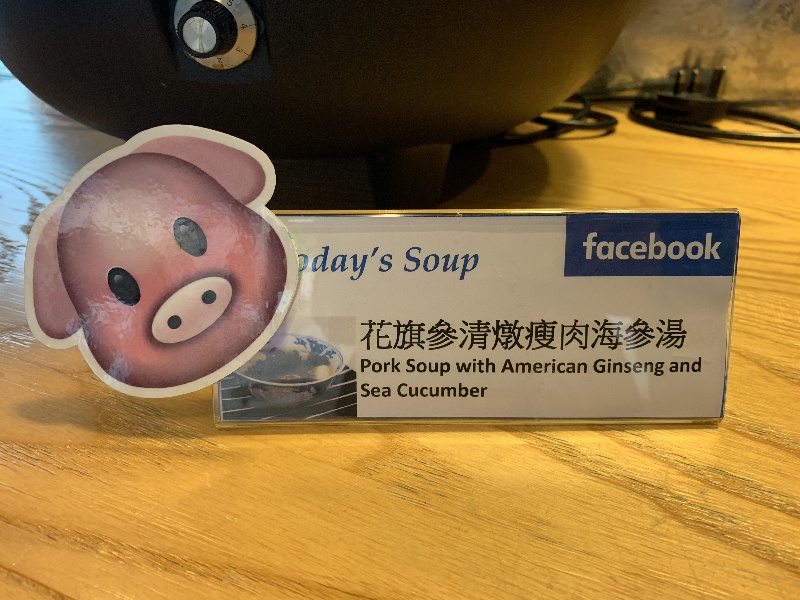 oday's Soup
facebook
花旗參清燉瘦肉海參湯
Pork Soup with American Ginseng and
Sea Cucumber